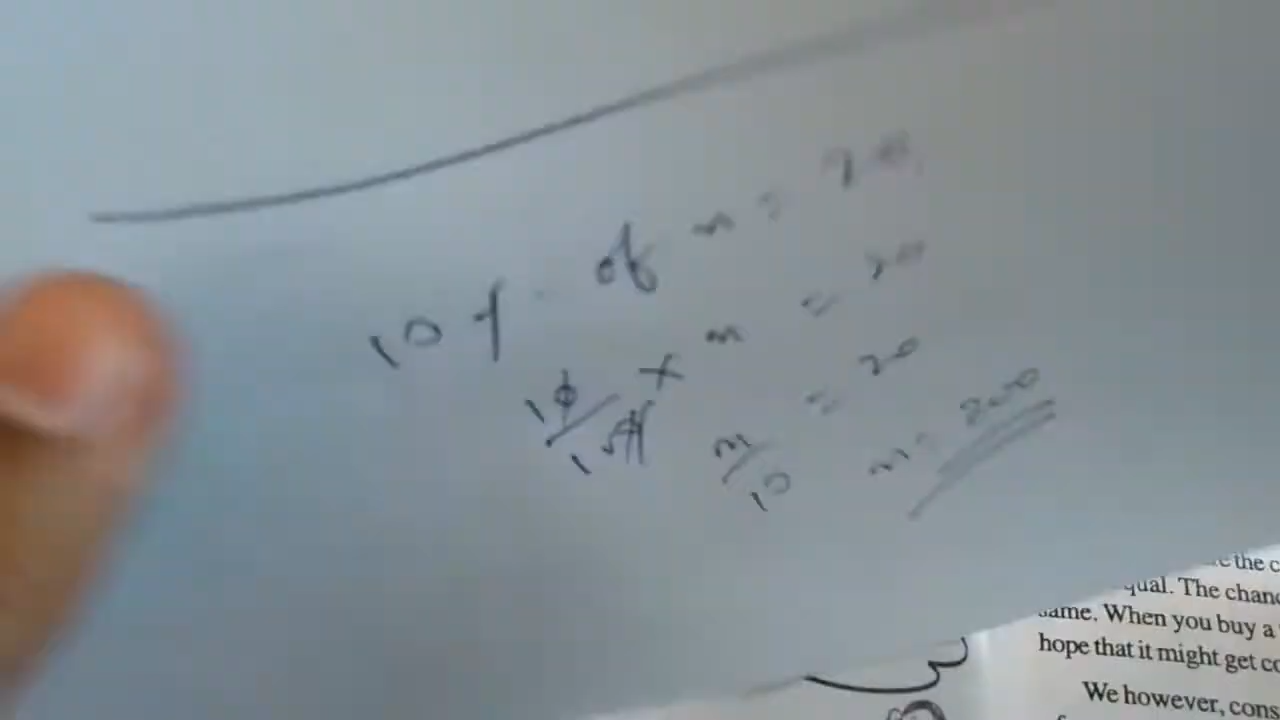 10 % of m = 20
10/100 × m = 20
m/10 = 20
m = 200
the c
qual. The chanc
ame. When you buy a
hope that it might get co
We however, cons